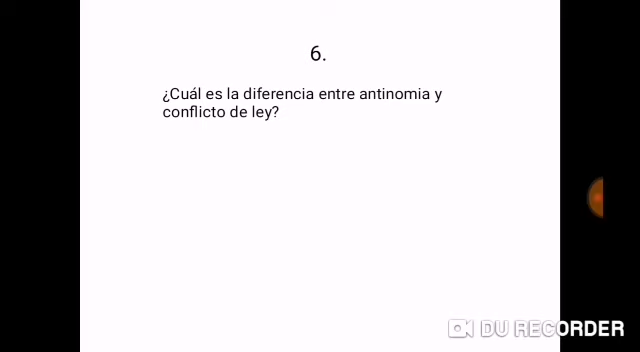 6.
¿Cuál es la diferencia entre antinomia y
conflicto de ley?
DU RECORDER